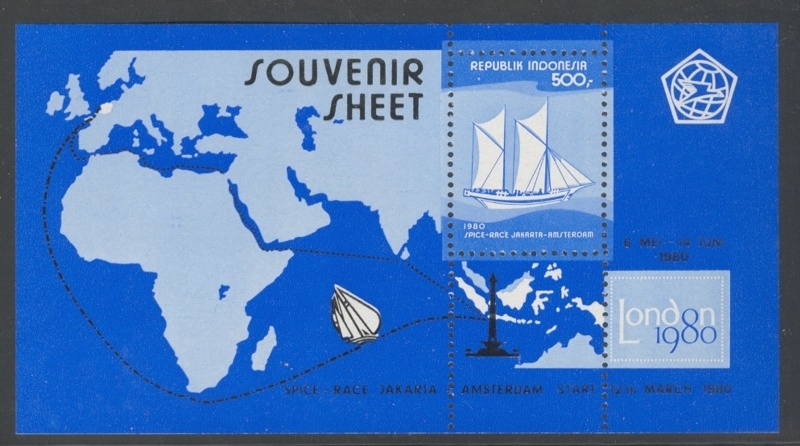 SOUVENIR
SHEET
REPUBLIK INDONESIA
500,-
1980
SPICE-RACE JAKARTA-AMSTERDAM
6 MEI - 14 JUNI
1980
London
1980
SPICE - RACE JAKARTA - AMSTERDAM START 12th MARCH, 1980